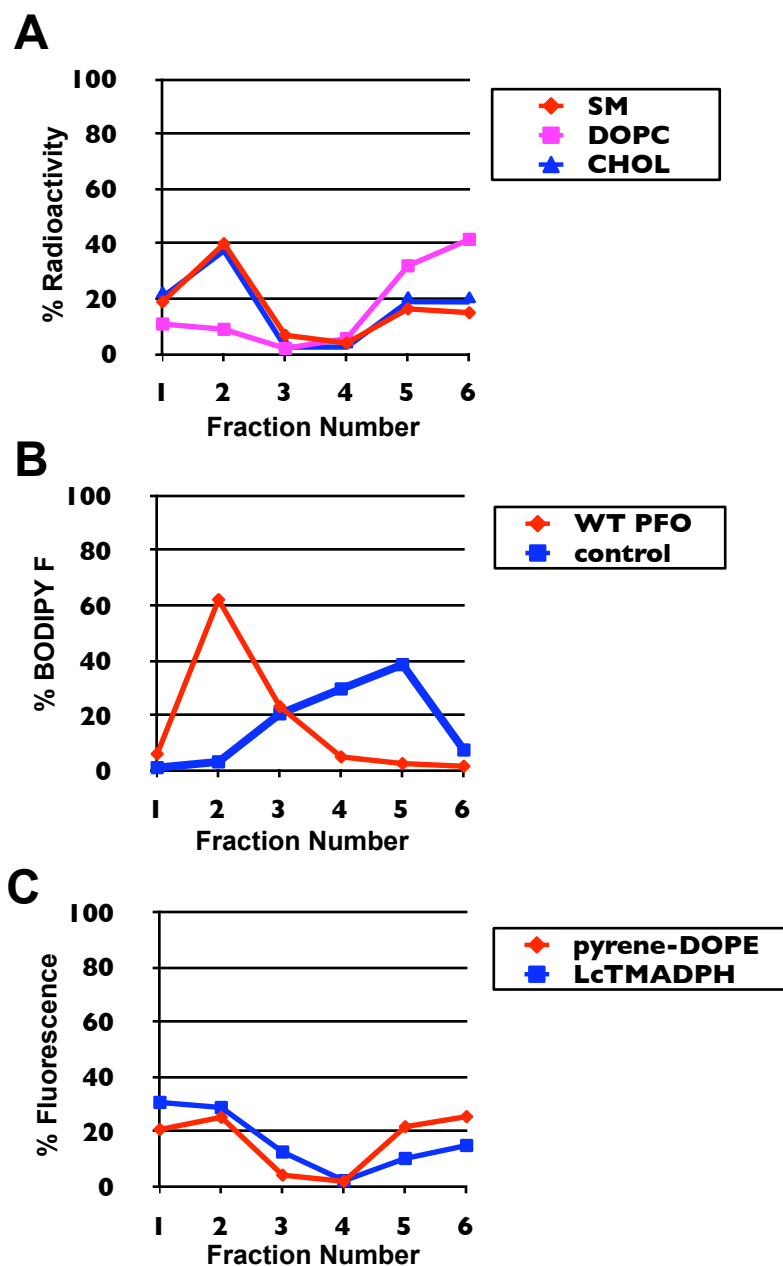 A
100
80
60
40
20
0
% Radioactivity
1 2 3 4 5 6
Fraction Number
SM
DOPC
CHOL
B
100
80
60
40
20
0
% BODIPY F
1 2 3 4 5 6
Fraction Number
WT PFO
control
C
100
80
60
40
20
0
% Fluorescence
1 2 3 4 5 6
Fraction Number
pyrene-DOPE
LcTMADPH